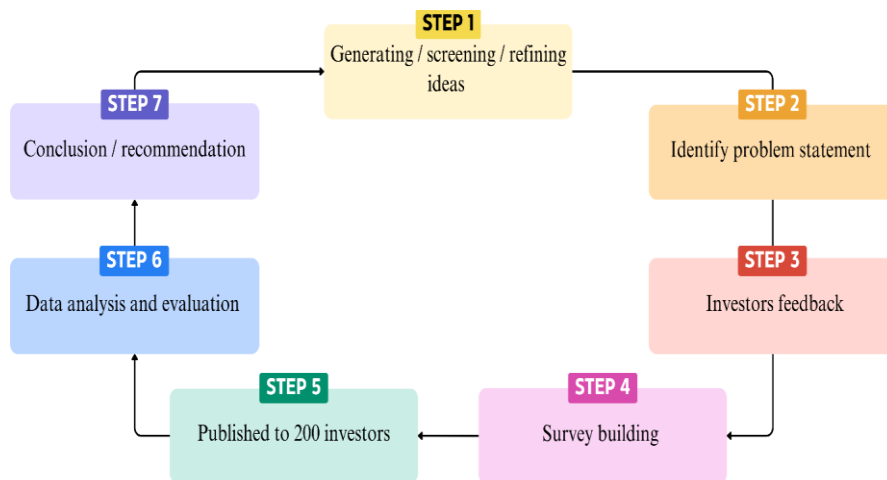 STEP 1
Generating / screening / refining
ideas
STEP 2
Identify problem statement
STEP 3
Investors feedback
STEP 4
Survey building
STEP 5
Published to 200 investors
STEP 6
Data analysis and evaluation
STEP 7
Conclusion / recommendation